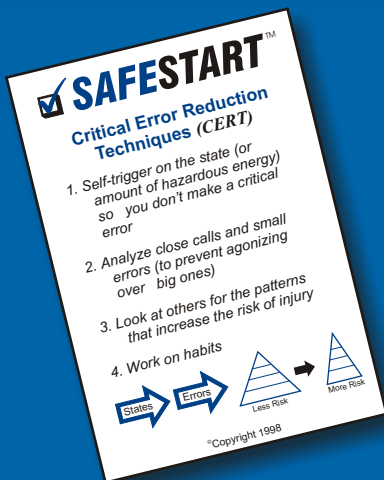 SAFESTART™
Critical Error Reduction
Techniques (CERT)
1. Self-trigger on the state (or
amount of hazardous energy)
so you don't make a critical
error
2. Analyze close calls and small
errors (to prevent agonizing
over big ones)
3. Look at others for the patterns
that increase the risk of injury
4. Work on habits
States
Errors
Less Risk
More Risk
©Copyright 1998